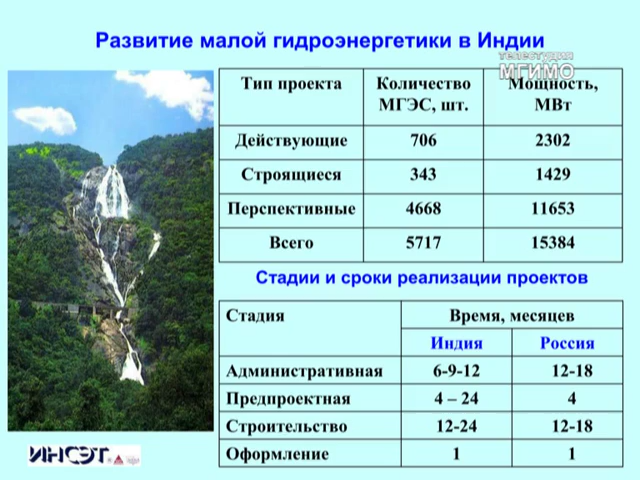 Развитие малой гидроэнергетики в Индии
телестудия
МГИМО
Тип проекта Количество МГЭС, шт. Мощность, МВт
Действующие 706 2302
Строящиеся 343 1429
Перспективные 4668 11653
Всего 5717 15384
Стадии и сроки реализации проектов
Стадия Время, месяцев
Индия Россия
Административная 6-9-12 12-18
Предпроектная 4 – 24 4
Строительство 12-24 12-18
Оформление 1 1
ИНСЭТ